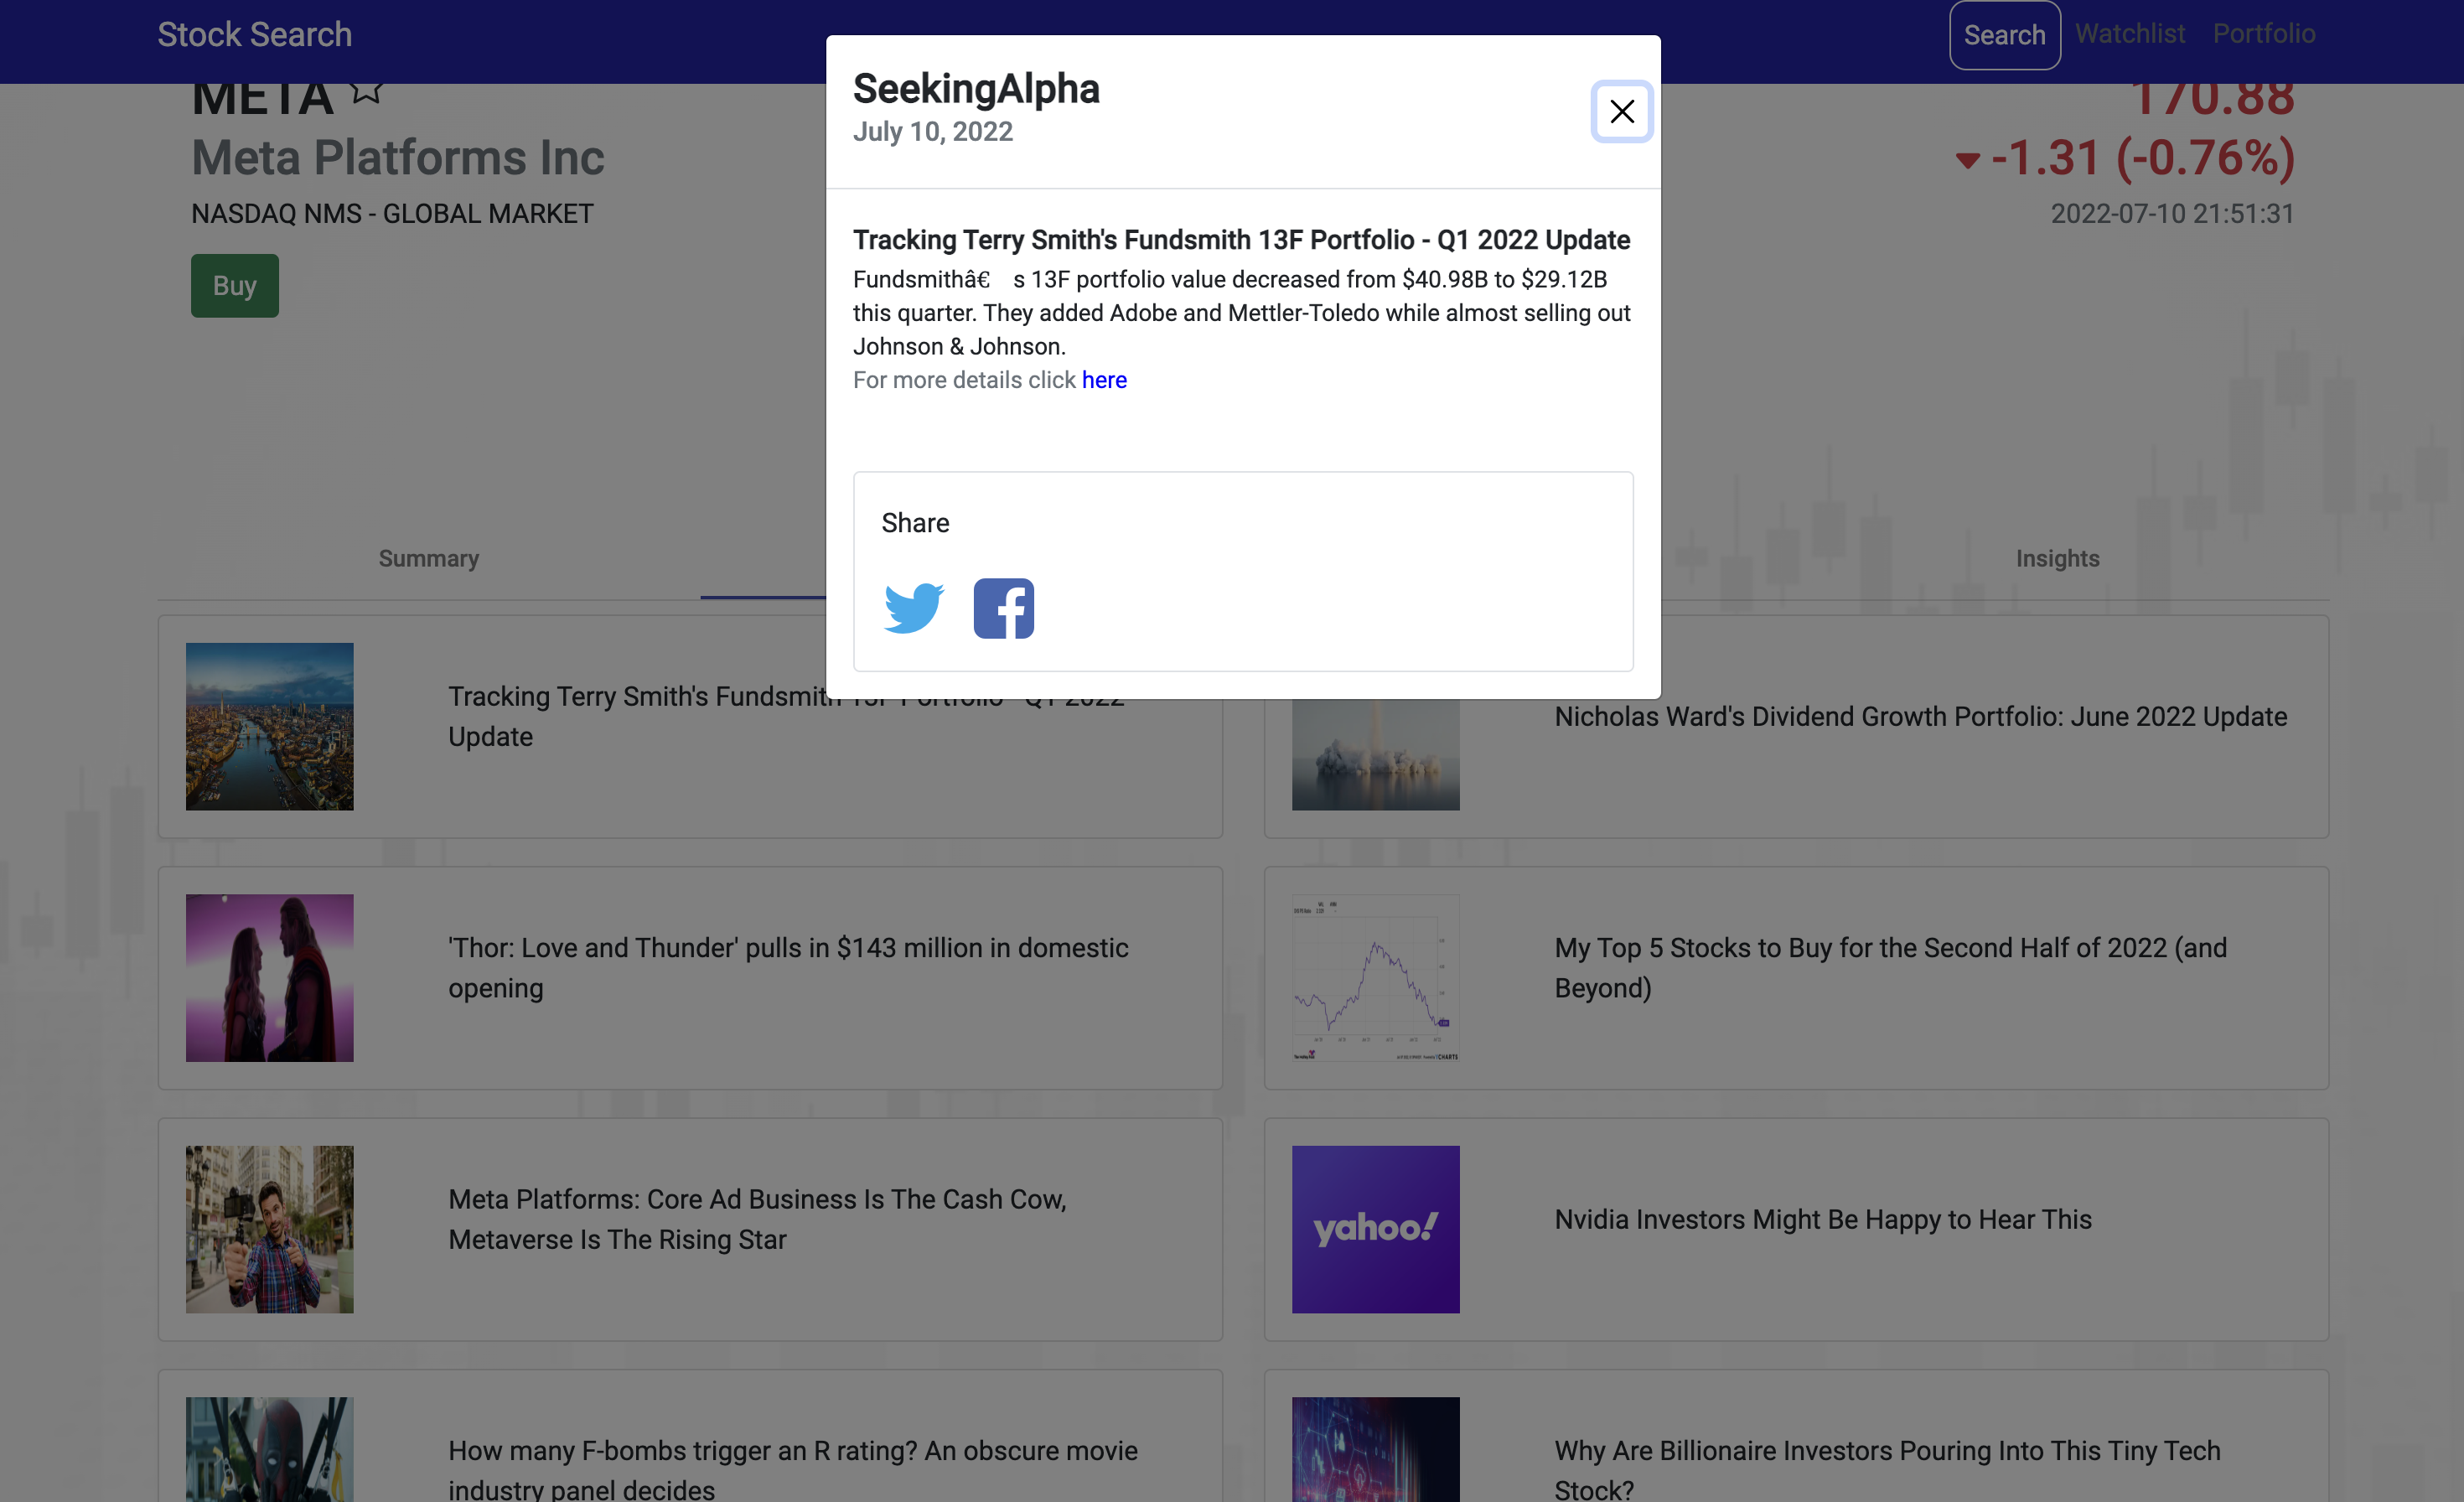 Stock Search
Search
Watchlist
Portfolio
META
170.88
Meta Platforms Inc
-1.31 (-0.76%)
NASDAQ NMS - GLOBAL MARKET
2022-07-10 21:51:31
Buy
SeekingAlpha
July 10, 2022
Tracking Terry Smith's Fundsmith 13F Portfolio - Q1 2022 Update
Fundsmithâ€ s 13F portfolio value decreased from $40.98B to $29.12B
this quarter. They added Adobe and Mettler-Toledo while almost selling out
Johnson & Johnson.
For more details click here
Share
Summary
Insights
Tracking Terry Smith's Fundsmith 13F Portfolio - Q1 2022
Update
Nicholas Ward's Dividend Growth Portfolio: June 2022 Update
'Thor: Love and Thunder' pulls in $143 million in domestic
opening
My Top 5 Stocks to Buy for the Second Half of 2022 (and
Beyond)
Meta Platforms: Core Ad Business Is The Cash Cow,
Metaverse Is The Rising Star
yahoo!
Nvidia Investors Might Be Happy to Hear This
How many F-bombs trigger an R rating? An obscure movie
industry panel decides
Why Are Billionaire Investors Pouring Into This Tiny Tech
Stock?